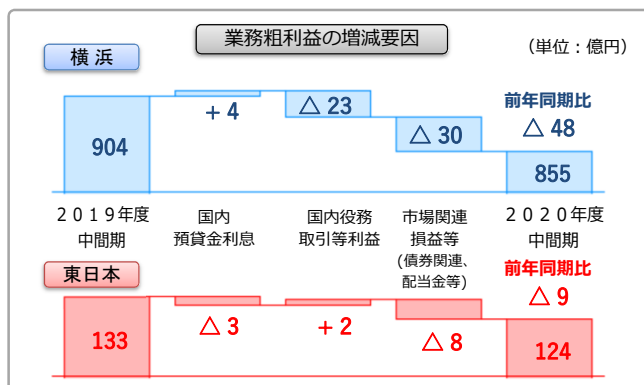 業務粗利益の増減要因
(単位：億円)
横 浜
904
+ 4
△ 23
△ 30
前年同期比
△ 48
855
２０１９年度
中間期
国内
預貸金利息
国内役務
取引等利益
市場関連
損益等
(債券関連、
配当金等)
２０２０年度
中間期
東日本
133
△ 3
+ 2
△ 8
前年同期比
△ 9
124